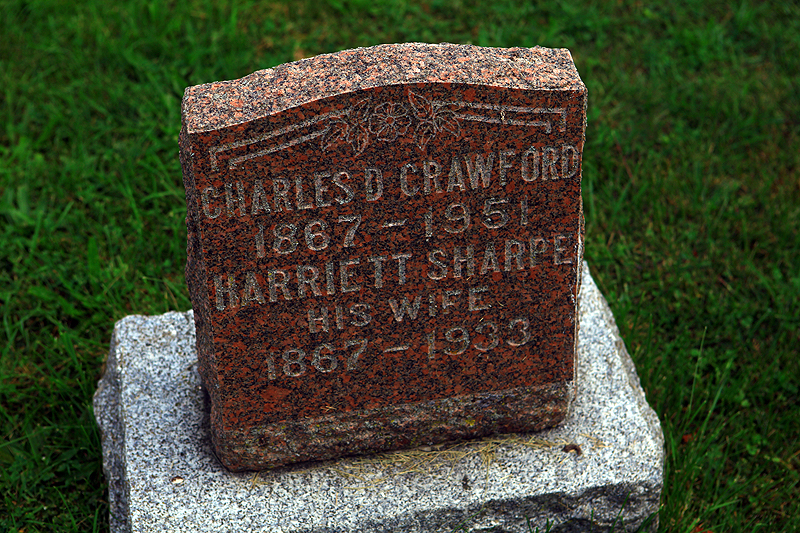 CHARLES D CRAWFORD
1867 - 1951
HARRIETT SHARPE
HIS WIFE
1867 - 1933